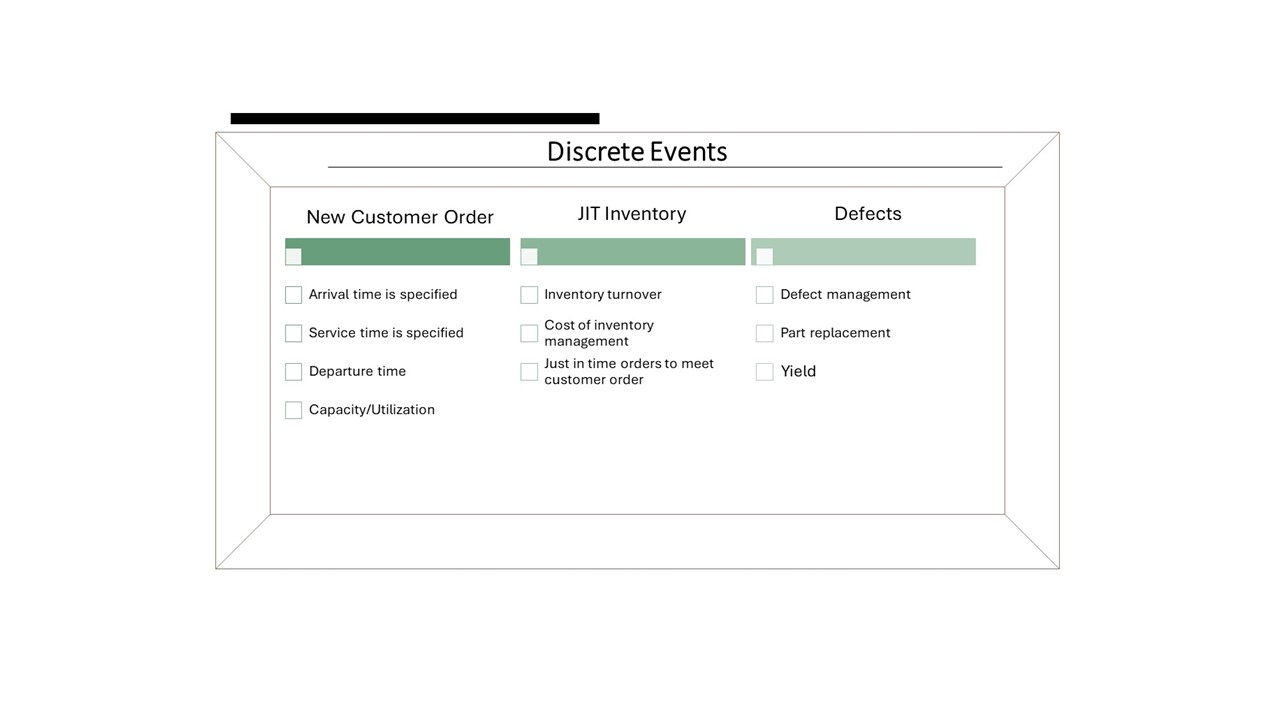 Discrete Events
New Customer Order
Arrival time is specified
Service time is specified
Departure time
Capacity/Utilization
JIT Inventory
Inventory turnover
Cost of inventory
management
Just in time orders to meet
customer order
Defects
Defect management
Part replacement
Yield